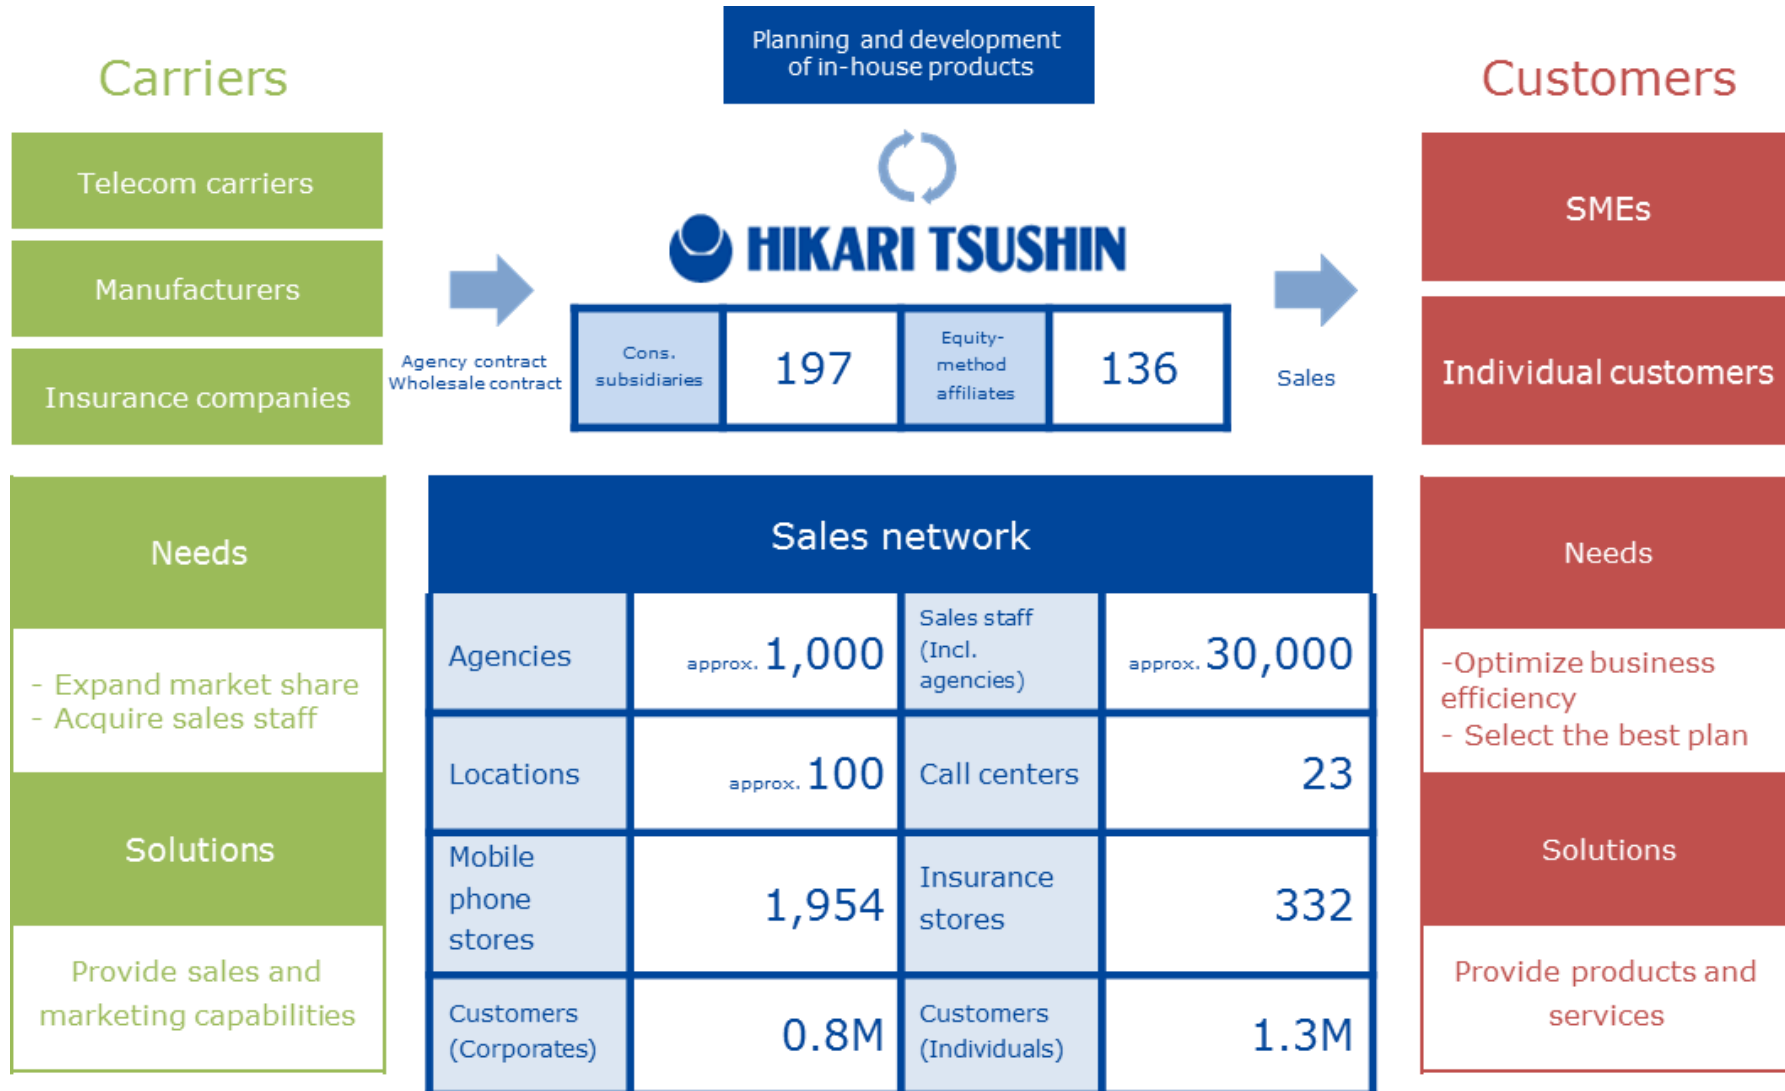 Planning and development
of in-house products
Carriers
Customers
Telecom carriers
Manufacturers
Insurance companies
Agency contract
Wholesale contract
HIKARI TSUSHIN
Cons.
subsidiaries
197
Equity-
method
affiliates
136
Sales
SMEs
Individual customers
Needs
- Expand market share
- Acquire sales staff
Solutions
Provide sales and
marketing capabilities
Sales network
Agencies
approx. 1,000
Sales staff
(Incl.
agencies)
approx. 30,000
Locations
approx. 100
Call centers
23
Mobile
phone
stores
1,954
Insurance
stores
332
Customers
(Corporates)
0.8M
Customers
(Individuals)
1.3M
Needs
-Optimize business
efficiency
- Select the best plan
Solutions
Provide products and
services